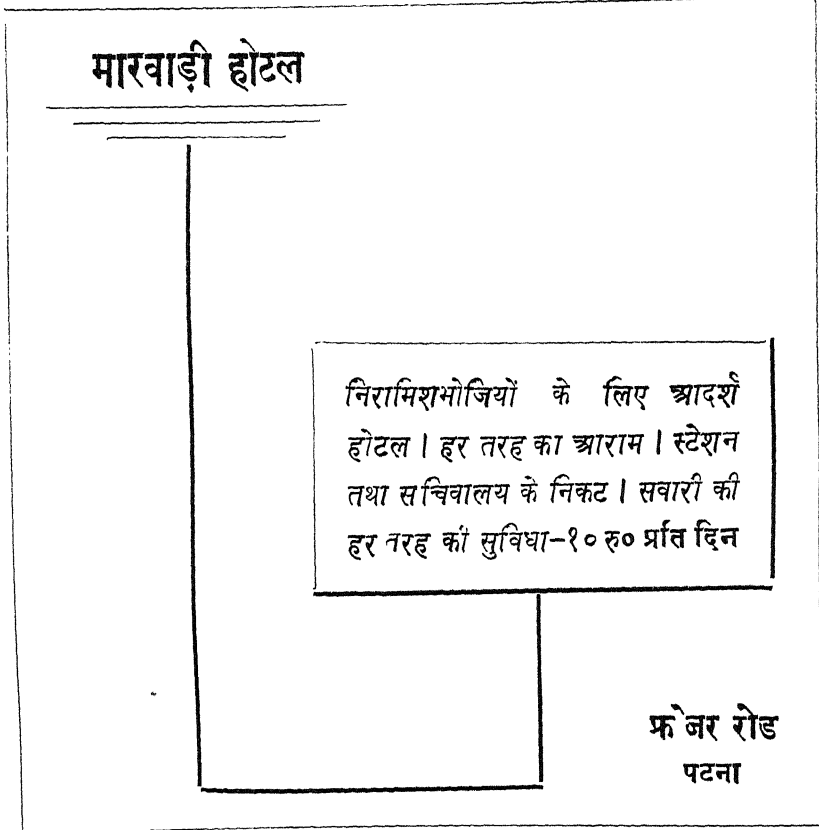 मारवाड़ी होटल
निरामिशभोजियों के लिए आदर्श
होटल । हर तरह का आराम । स्टेशन
तथा सचिवालय के निकट । सवारी की
हर तरह की सुविधा-१० रु० प्रति दिन
फ्रेजर रोड
पटना